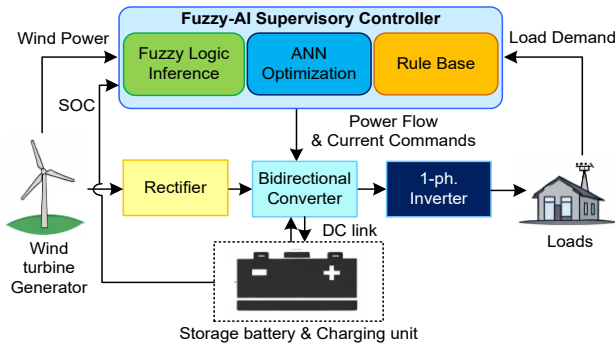 Fuzzy-AI Supervisory Controller
Wind Power
Fuzzy Logic
Inference
ANN
Optimization
Rule Base
Load Demand
SOC
Power Flow
& Current Commands
Rectifier
Bidirectional
Converter
1-ph.
Inverter
DC link
Wind
turbine
Generator
Loads
Storage battery & Charging unit